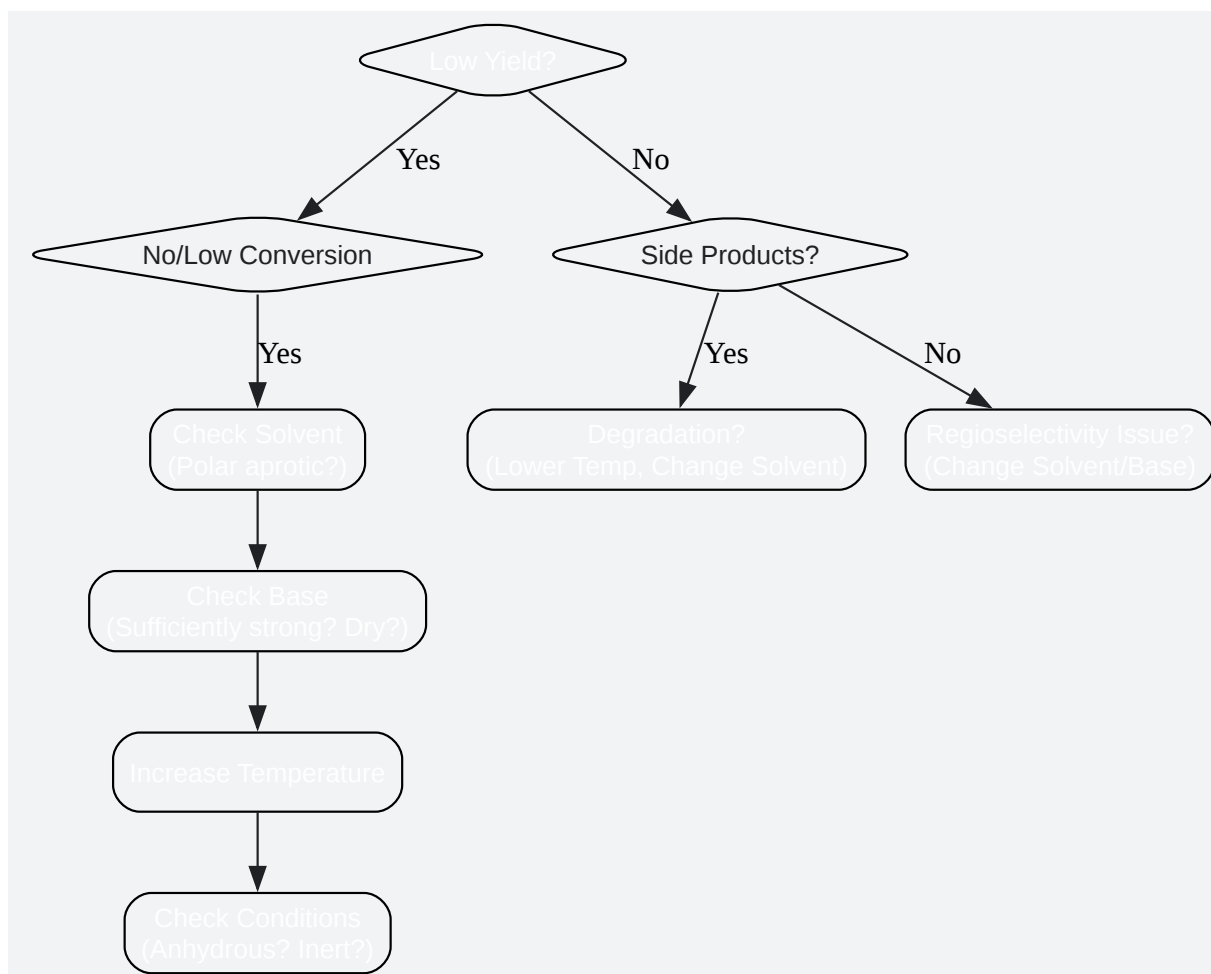 Low Yield?
Yes
No
No/Low Conversion
Side Products?
Yes
Yes
No
Check Solvent
(Polar aprotic?)
Degradation?
(Lower Temp, Change Solvent)
Regioselectivity Issue?
(Change Solvent/Base)
Check Base
(Sufficiently strong? Dry?)
Increase Temperature
Check Conditions
(Anhydrous? Inert?)